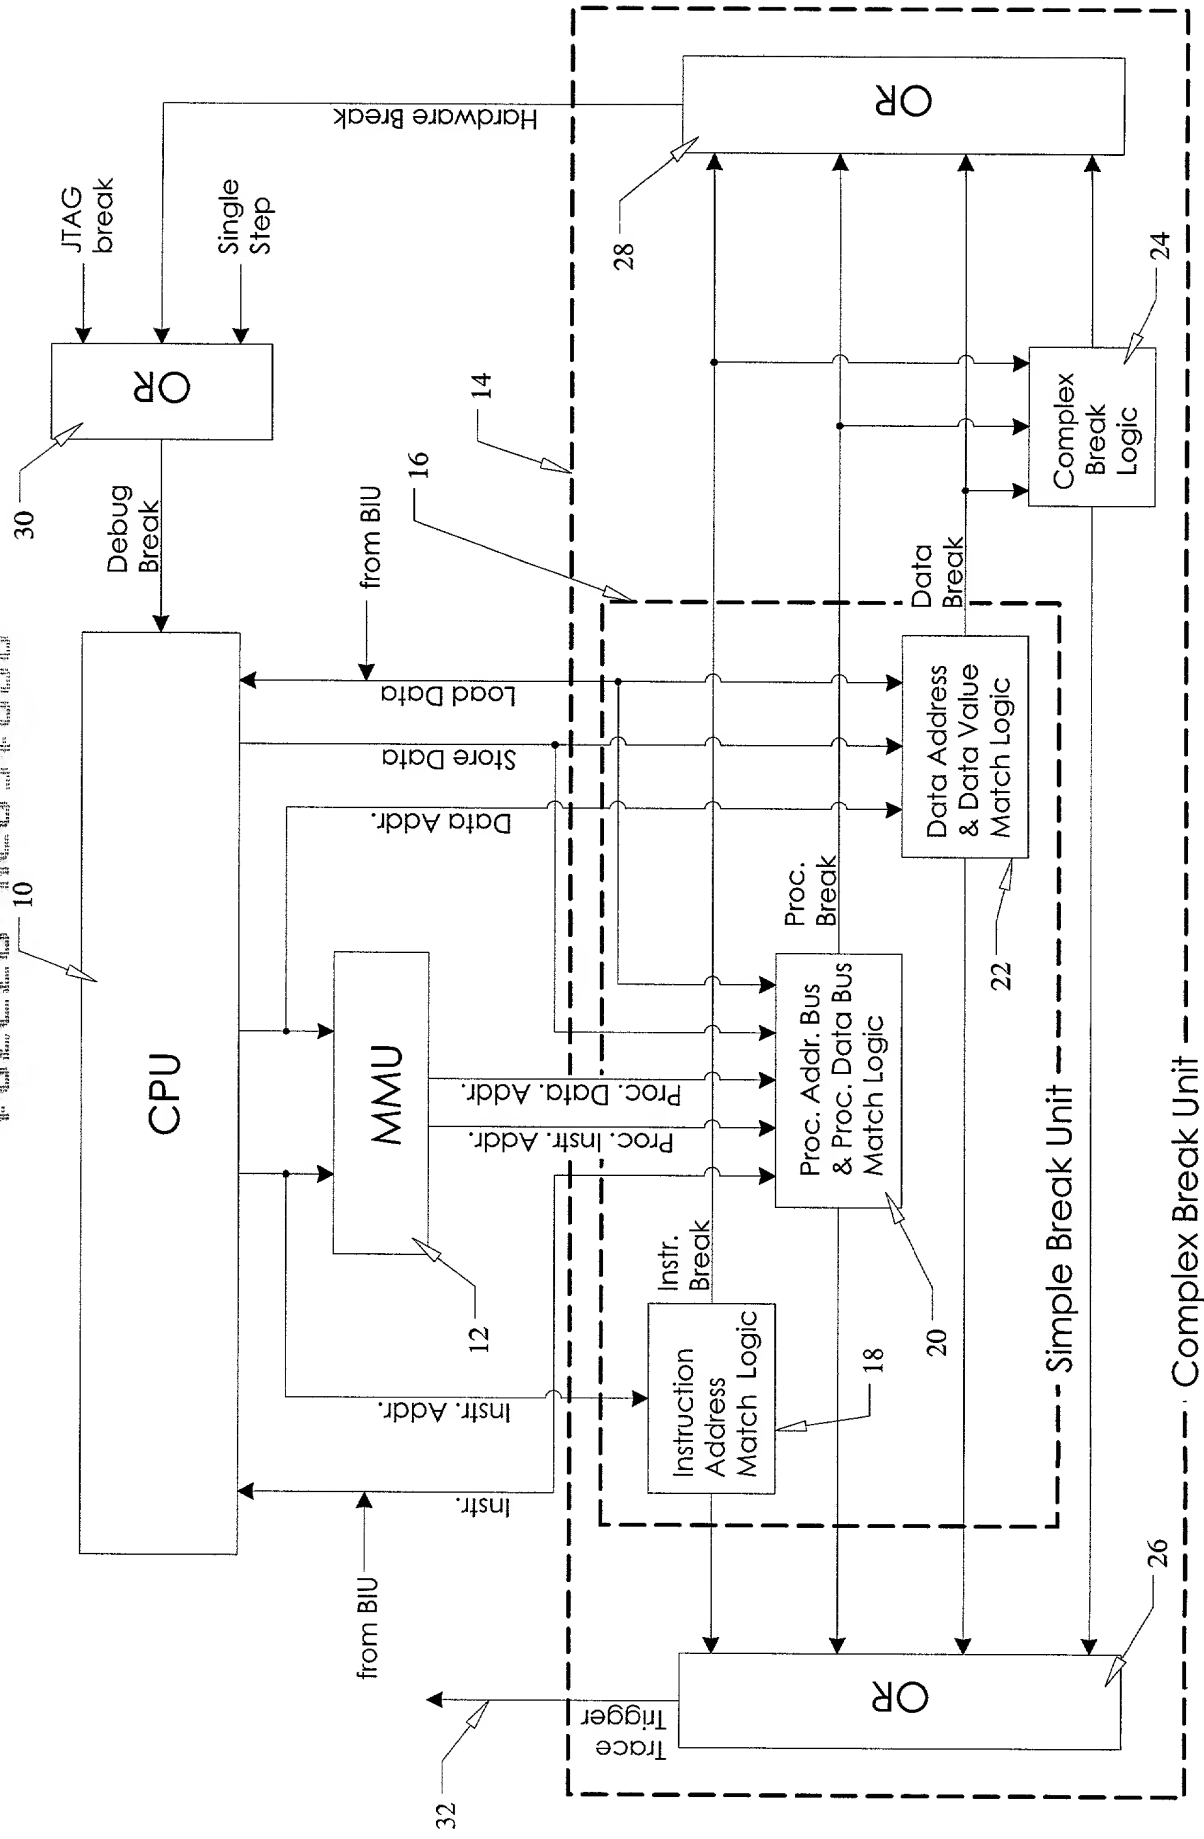 10
CPU
30
OR
JTAG
break
Single
Step
Debug
Break
MMU
12
from BIU
Instr.
Instr. Addr.
Proc. Instr. Addr.
Proc. Data. Addr.
Data Addr.
Store Data
Load Data
from BIU
Hardware Break
14
16
32
Trace
Trigger
OR
26
Instruction
Address
Match Logic
18
Instr.
Break
Proc. Addr. Bus
& Proc. Data Bus
Match Logic
20
Proc.
Break
Data Address
& Data Value
Match Logic
22
Data
Break
Complex
Break
Logic
24
OR
28
Simple Break Unit
Complex Break Unit